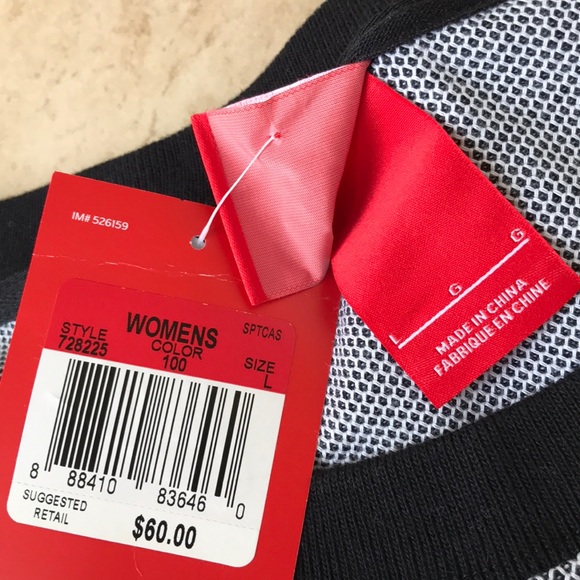 IM# 526159
STYLE WOMENS SPTCAS
728225 COLOR SIZE
100 L
8 88410 83646 0
SUGGESTED
RETAIL $60.00
L G G
MADE IN CHINA
FABRIQUE EN CHINE